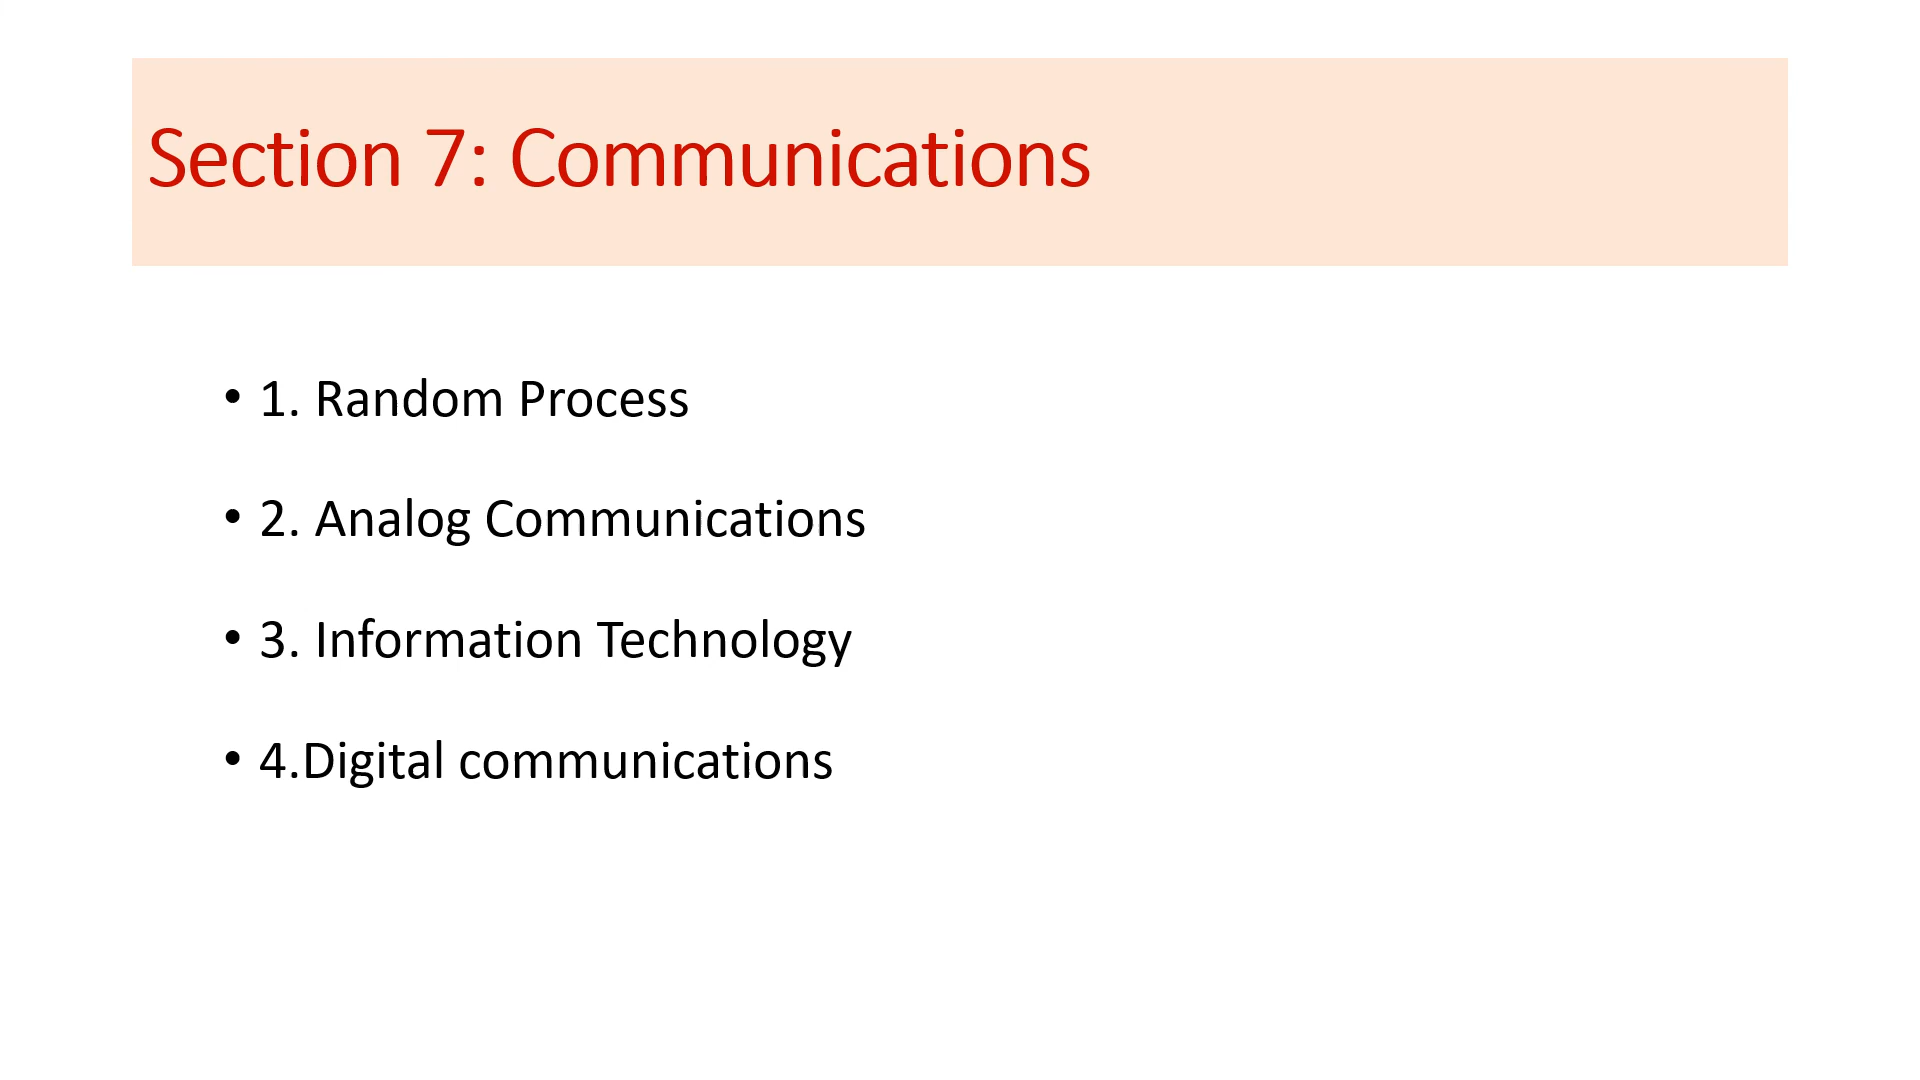 Section 7: Communications
• 1. Random Process
• 2. Analog Communications
• 3. Information Technology
• 4.Digital communications